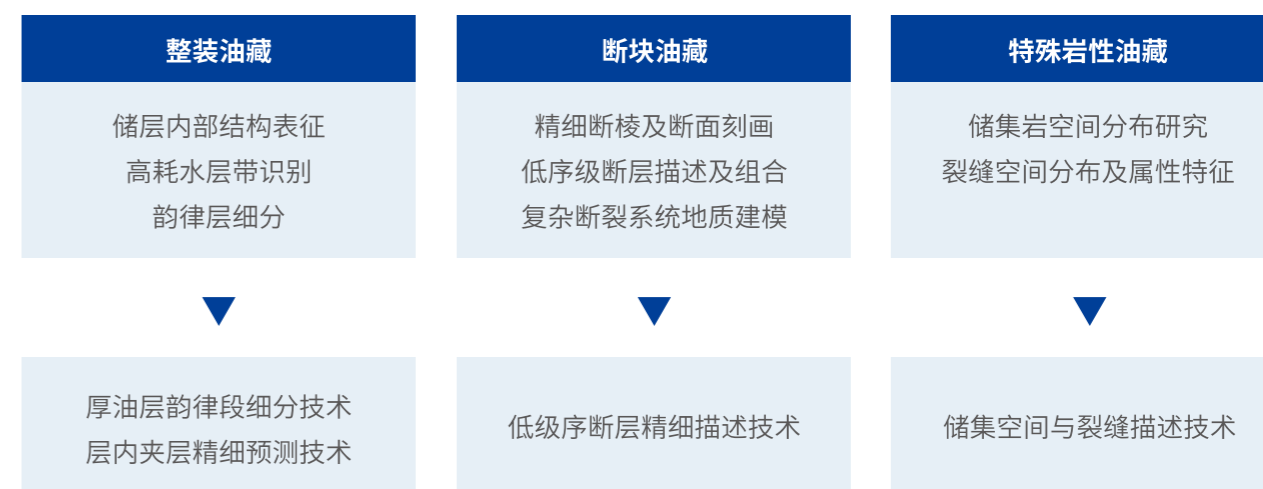 整装油藏
储层内部结构表征
高耗水层带识别
韵律层细分
厚油层韵律段细分技术
层内夹层精细预测技术
断块油藏
精细断棱及断面刻画
低序级断层描述及组合
复杂断裂系统地质建模
低级序断层精细描述技术
特殊岩性油藏
储集岩空间分布研究
裂缝空间分布及属性特征
储集空间与裂缝描述技术